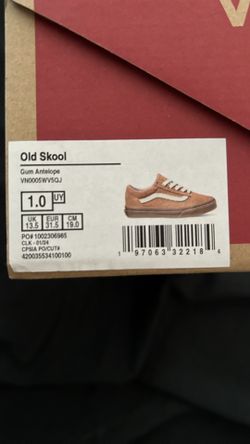 V
Old Skool
Gum Antelope
VN0005WV5QJ
1.0 UY
UK EUR CM
13.5 31.5 19.0
PO# 1002306965
CLK - 01/24
CPSIA PO/CUT#
420035534100100
1 97063 32218 4